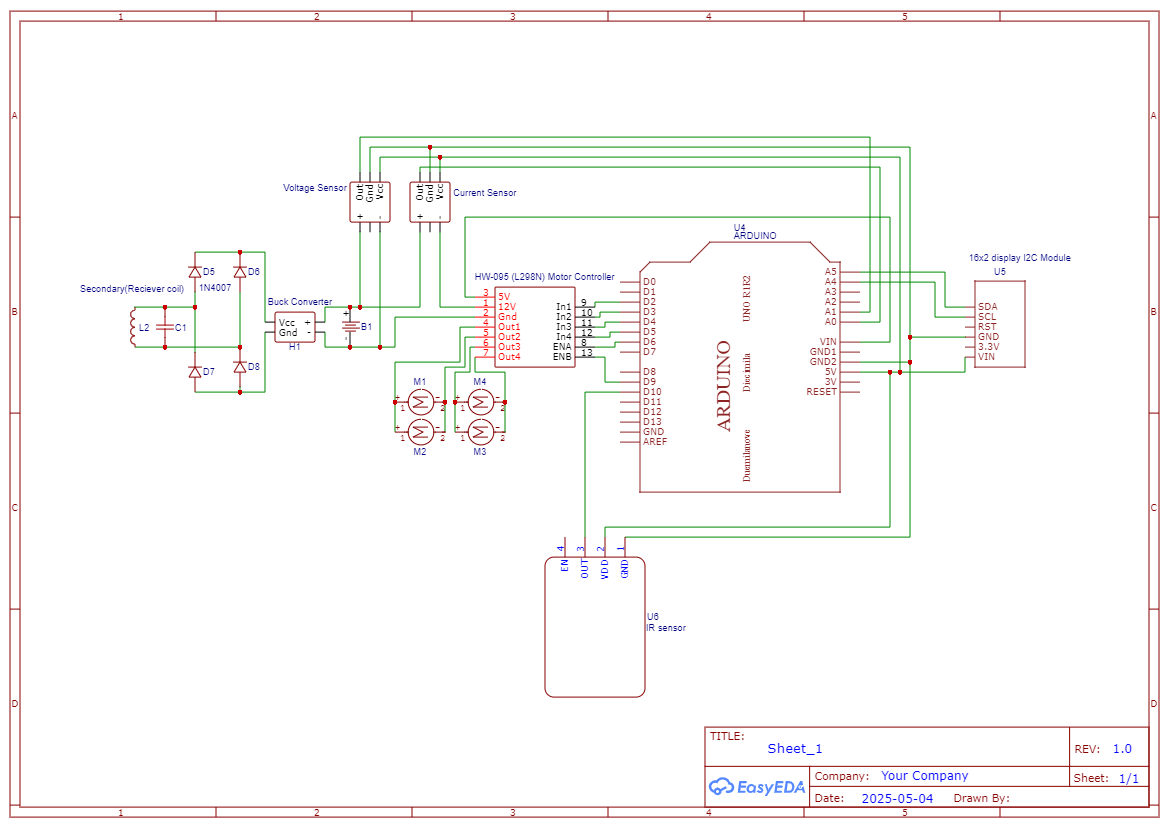 1 2 3 4 5
A A
B B
C C
D D
Voltage Sensor
Out Gnd Vcc
+ -
Current Sensor
Out Gnd Vcc
+ -
U4
ARDUINO
16x2 display I2C Module
U5
SDA
SCL
RST
GND
3.3V
VIN
HW-095 (L298N) Motor Controller
3 5V
1 12V
2 Gnd
4 Out1
5 Out2
6 Out3
7 Out4
In1 9
In2 10
In3 11
In4 12
ENA 8
ENB 13
D0
D1
D2
D3
D4
D5
D6
D7
D8
D9
D10
D11
D12
D13
GND
AREF
UNO R1R2
ARDUINO
Diecimila
Duemilanove
A5
A4
A3
A2
A1
A0
VIN
GND1
GND2
5V
3V
RESET
D5 D6
1N4007
Secondary(Reciever coil)
L2 C1
D7 D8
Buck Converter
Vcc +
Gnd -
H1
+ B1
-
M1 M4
+ - + -
1 2 1 2
+ - + -
1 2 1 2
M2 M3
4 3 2 1
EN OUT VDD GND
U6
IR sensor
TITLE:
Sheet_1
REV: 1.0
EasyEDA
Company: Your Company
Sheet: 1/1
Date: 2025-05-04 Drawn By:
1 2 3 4 5